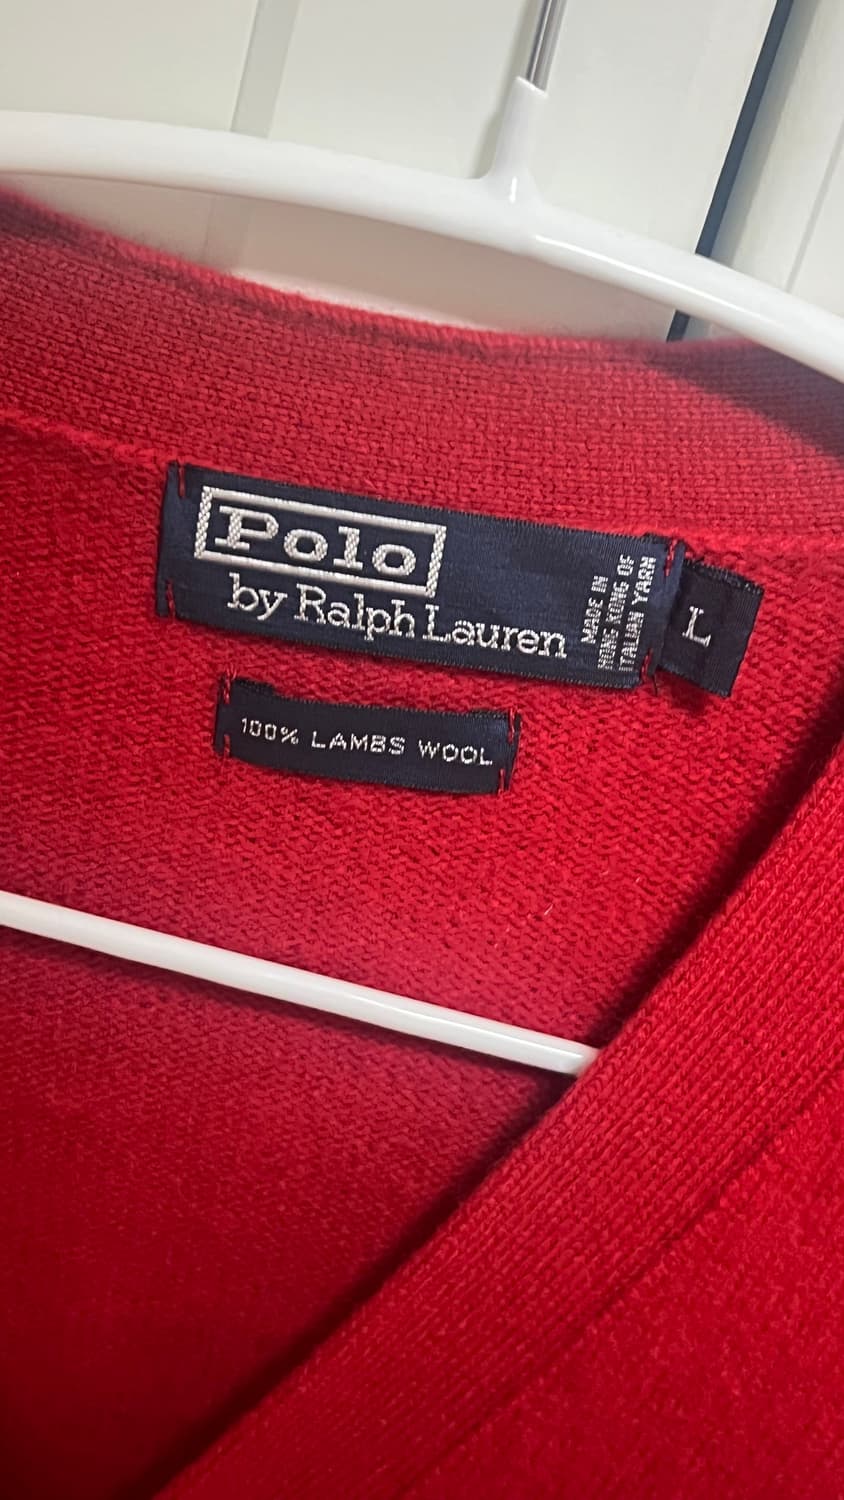 Polo
by Ralph Lauren
MADE IN
HONG KONG OF
ITALIAN YARN
L
100% LAMBS WOOL